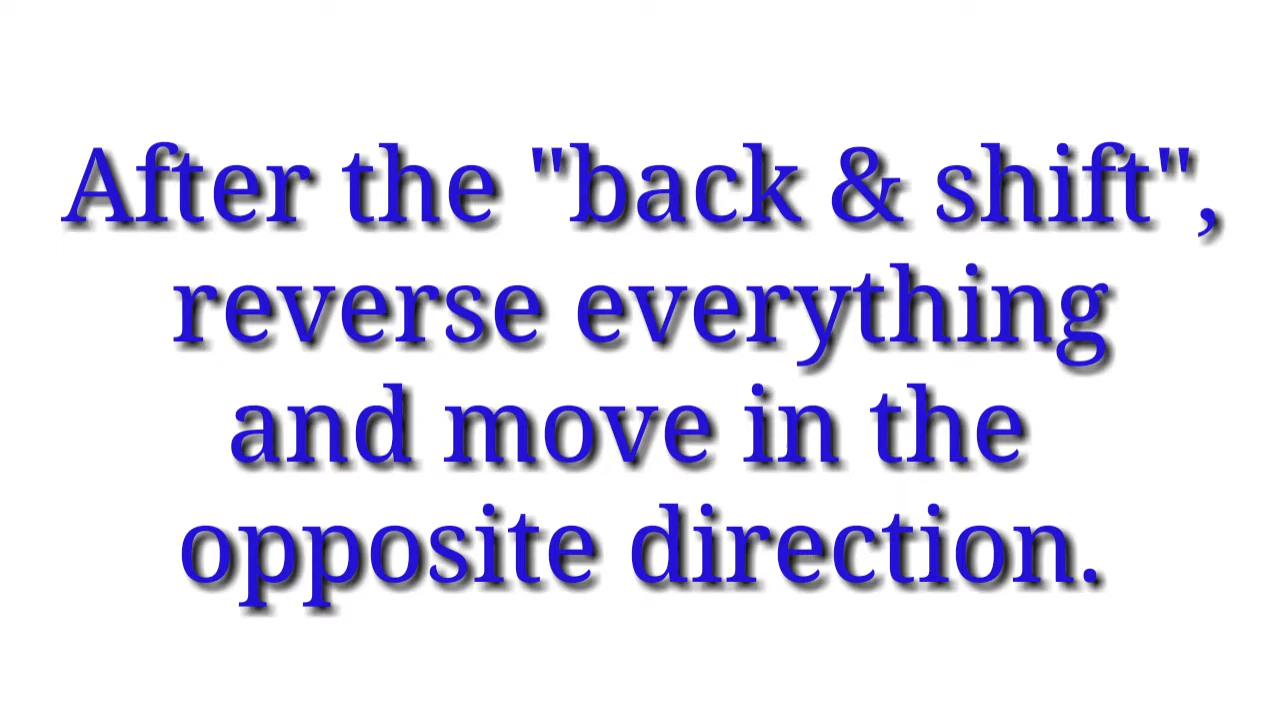 After the "back & shift",
reverse everything
and move in the
opposite direction.